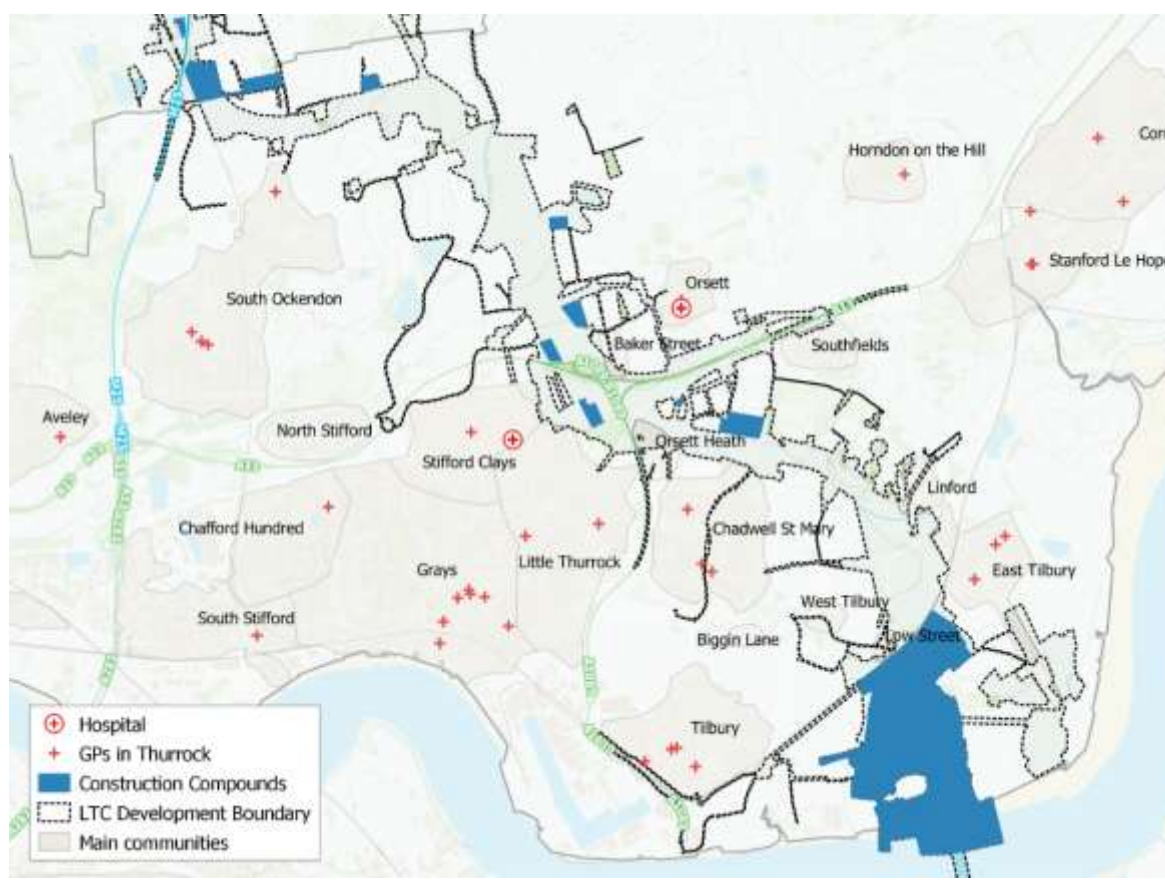 Horndon on the Hill
Cor
Stanford Le Hope
South Ockendon
Orsett
Baker Street
Southfields
Aveley
North Stifford
Stifford Clays
Orsett Heath
Linford
Chafford Hundred
Chadwell St Mary
Grays
Little Thurrock
East Tilbury
South Stifford
West Tilbury
Biggin Lane
Low Street
Tilbury
Hospital
GPs in Thurrock
Construction Compounds
LTC Development Boundary
Main communities